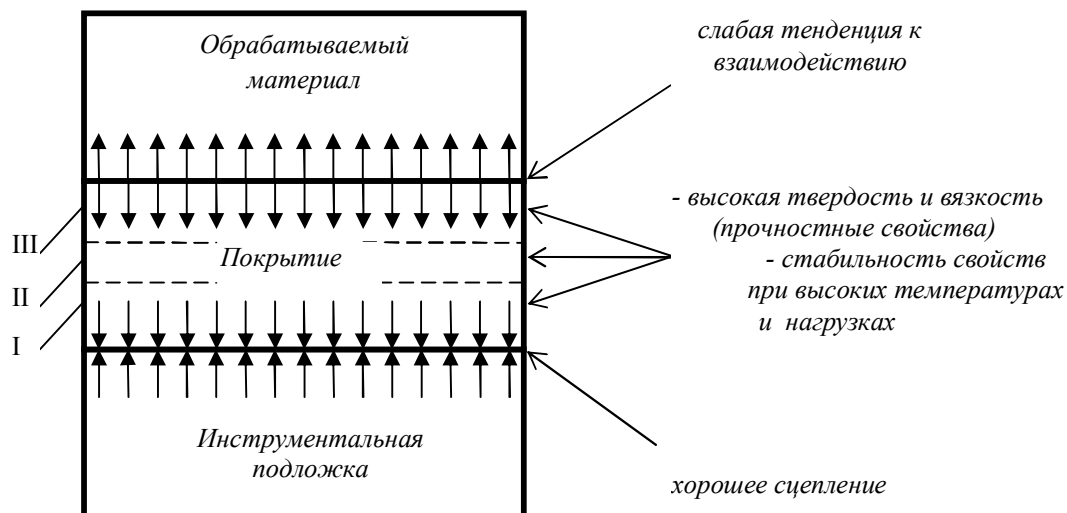 Обрабатываемый
материал
слабая тенденция к
взаимодействию
III
II
I
Покрытие
- высокая твердость и вязкость
(прочностные свойства)
- стабильность свойств
при высоких температурах
и нагрузках
Инструментальная
подложка
хорошее сцепление